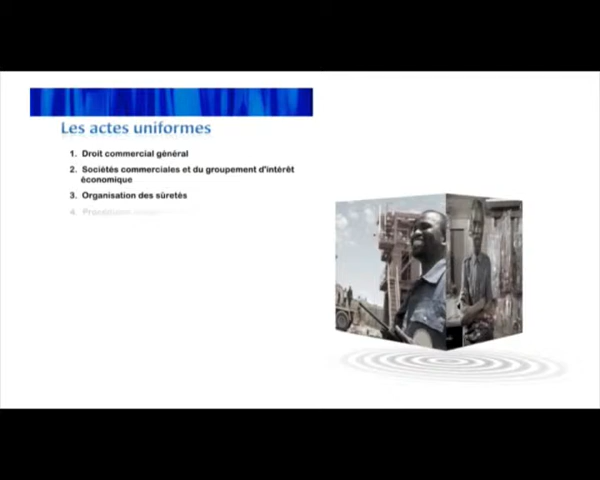 Les actes uniformes
1. Droit commercial général
2. Sociétés commerciales et du groupement d'intérêt
économique
3. Organisation des sûretés
4.